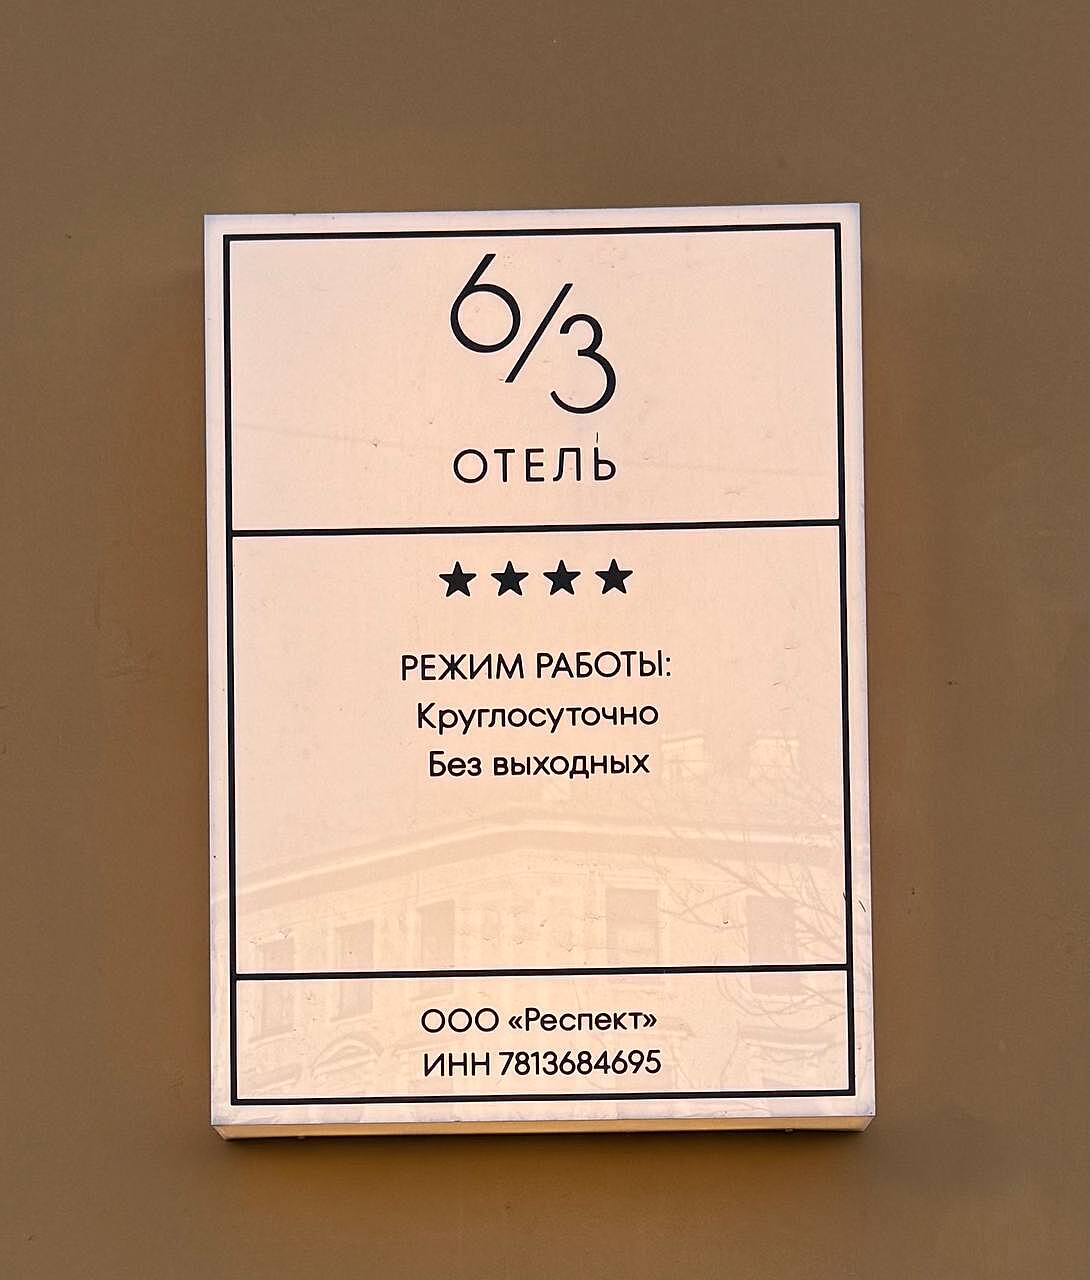 6/3
ОТЕЛЬ
★★★★
РЕЖИМ РАБОТЫ:
Круглосуточно
Без выходных
ООО «Респект»
ИНН 7813684695